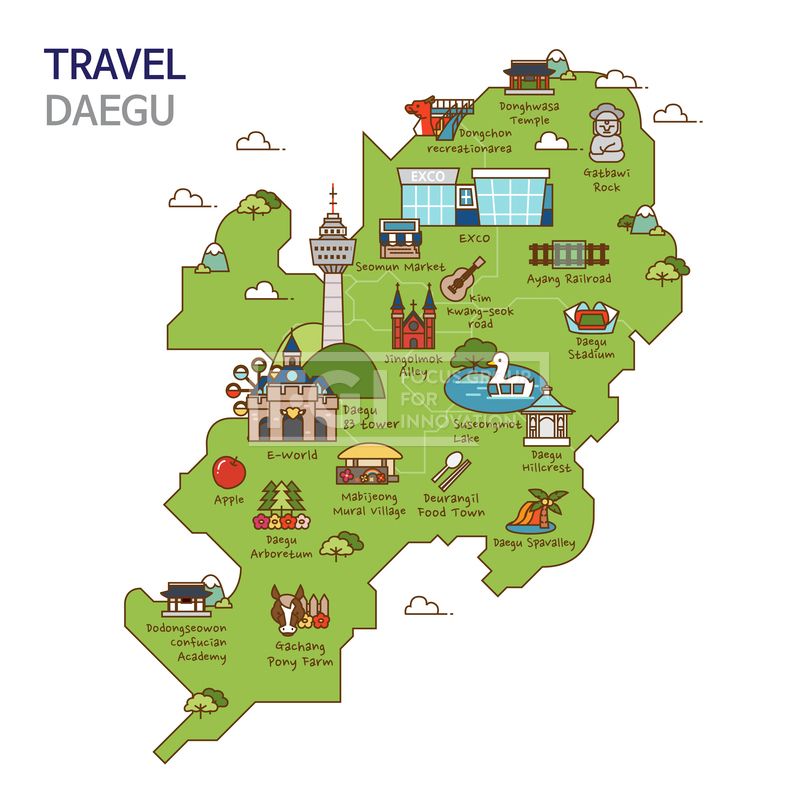 TRAVEL
DAEGU
Donghwasa
Temple
Dongchon
recreationarea
Gatbawi
Rock
EXCO
EXCO
Seomun Market
Ayang Railroad
Kim
Kwang-seok
road
Daegu
Stadium
Jingolmok
Alley
FOCUS GROUP
FOR
INNOVATION
Daegu
83 tower
Suseongmot
Lake
E-World
Daegu
Hillcrest
Apple
Mabijeong
Mural Village
Deurangil
Food Town
Daegu
Arboretum
Daegu Spavalley
Dodongseowon
confucian
Academy
Gachang
Pony Farm